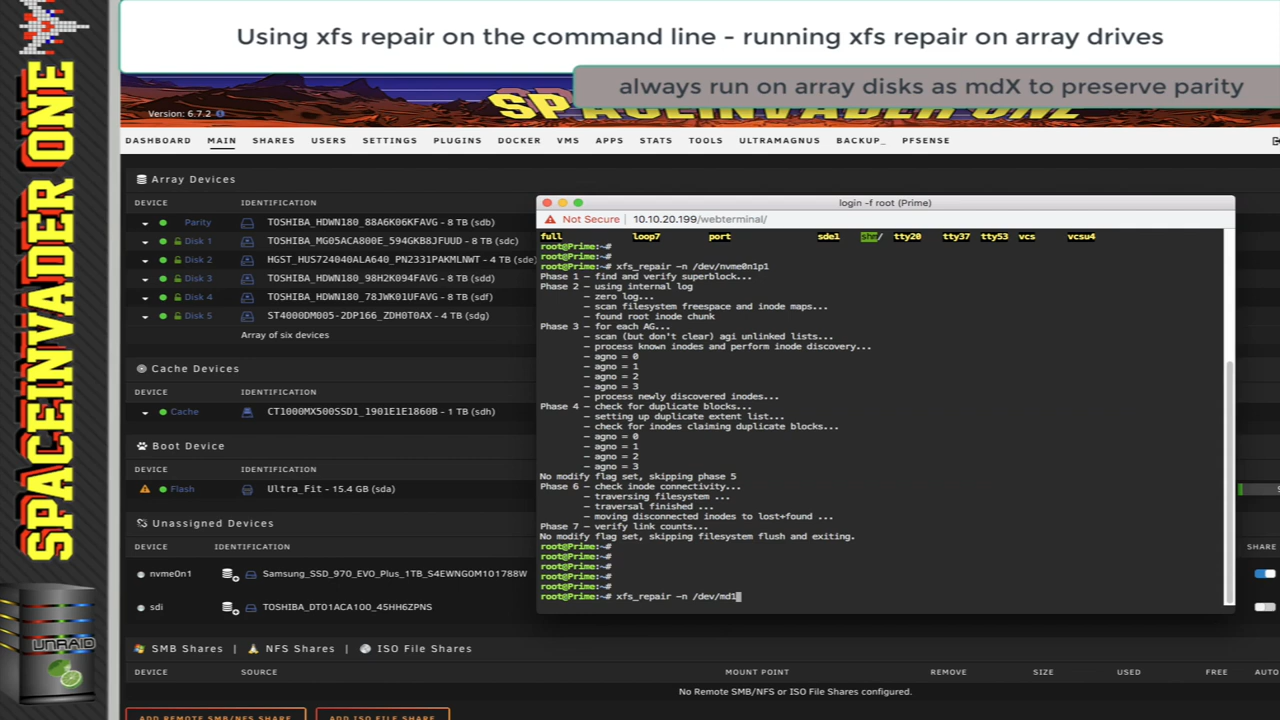 SPACEINVADER ONE
UNRAID
Using xfs repair on the command line - running xfs repair on array drives
always run on array disks as mdX to preserve parity
SPACEINVADER ONE
Version: 6.7.2
DASHBOARD MAIN SHARES USERS SETTINGS PLUGINS DOCKER VMS APPS STATS TOOLS ULTRAMAGNUS BACKUP_ PFSENSE
Array Devices
DEVICE IDENTIFICATION
Parity TOSHIBA_HDWN180_88A6K06KFAVG - 8 TB (sdb)
Disk 1 TOSHIBA_MG05ACA800E_594GKB8JFUUD - 8 TB (sdc)
Disk 2 HGST_HUS724040ALA640_PN2331PAKMLNWT - 4 TB (sde)
Disk 3 TOSHIBA_HDWN180_98H2K094FAVG - 8 TB (sdd)
Disk 4 TOSHIBA_HDWN180_78JWK01UFAVG - 8 TB (sdf)
Disk 5 ST4000DM005-2DP166_ZDH0T0AX - 4 TB (sdg)
Array of six devices
Cache Devices
DEVICE IDENTIFICATION
Cache CT1000MX500SSD1_1901E1E1860B - 1 TB (sdh)
Boot Device
DEVICE IDENTIFICATION
Flash Ultra_Fit - 15.4 GB (sda)
Unassigned Devices
DEVICE IDENTIFICATION SHARE
nvme0n1 Samsung_SSD_970_EVO_Plus_1TB_S4EWNG0M101788W
sdi TOSHIBA_DT01ACA100_45HH6ZPNS
SMB Shares | NFS Shares | ISO File Shares
DEVICE SOURCE MOUNT POINT REMOVE SIZE USED FREE AUTO
No Remote SMB/NFS or ISO File Shares configured.
ADD REMOTE SMB/NFS SHARE ADD ISO FILE SHARE
login -f root (Prime)
Not Secure | 10.10.20.199/webterminal/
full loop7 port sde1 shm/ tty20 tty37 tty53 vcs vcsu4
root@Prime:~#
root@Prime:~#
root@Prime:~# xfs_repair -n /dev/nvme0n1p1
Phase 1 - find and verify superblock...
Phase 2 - using internal log
- zero log...
- scan filesystem freespace and inode maps...
- found root inode chunk
Phase 3 - for each AG...
- scan (but don't clear) agi unlinked lists...
- process known inodes and perform inode discovery...
- agno = 0
- agno = 1
- agno = 2
- agno = 3
- process newly discovered inodes...
Phase 4 - check for duplicate blocks...
- setting up duplicate extent list...
- check for inodes claiming duplicate blocks...
- agno = 0
- agno = 1
- agno = 2
- agno = 3
No modify flag set, skipping phase 5
Phase 6 - check inode connectivity...
- traversing filesystem ...
- traversal finished ...
- moving disconnected inodes to lost+found ...
Phase 7 - verify link counts...
No modify flag set, skipping filesystem flush and exiting.
root@Prime:~#
root@Prime:~#
root@Prime:~#
root@Prime:~#
root@Prime:~#
root@Prime:~# xfs_repair -n /dev/md1